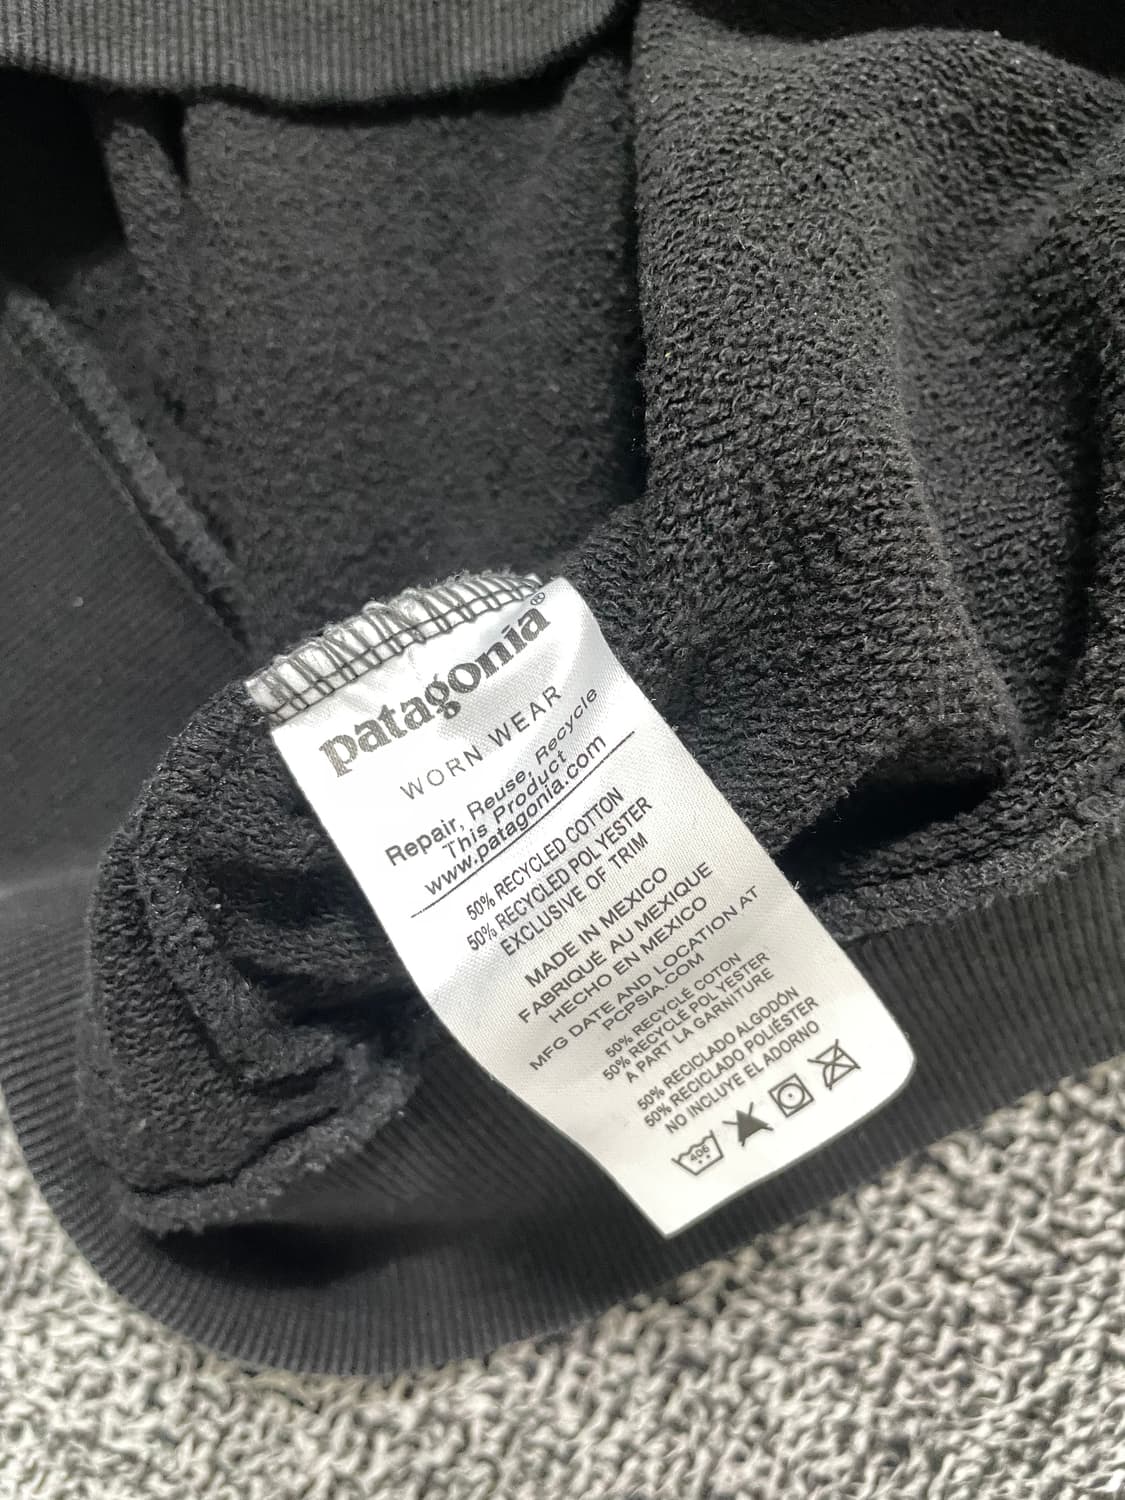 patagonia®
WORN WEAR
Repair, Reuse, Recycle
This Product
www.patagonia.com
50% RECYCLED COTTON
50% RECYCLED POLYESTER
EXCLUSIVE OF TRIM
MADE IN MEXICO
FABRIQUÉ AU MEXIQUE
HECHO EN MEXICO
MFG DATE AND LOCATION AT
PCPSIA.COM
50% RECYCLÉ COTON
50% RECYCLÉ POLYESTER
A PART LA GARNITURE
50% RECICLADO ALGODÓN
50% RECICLADO POLIÉSTER
NO INCLUYE EL ADORNO